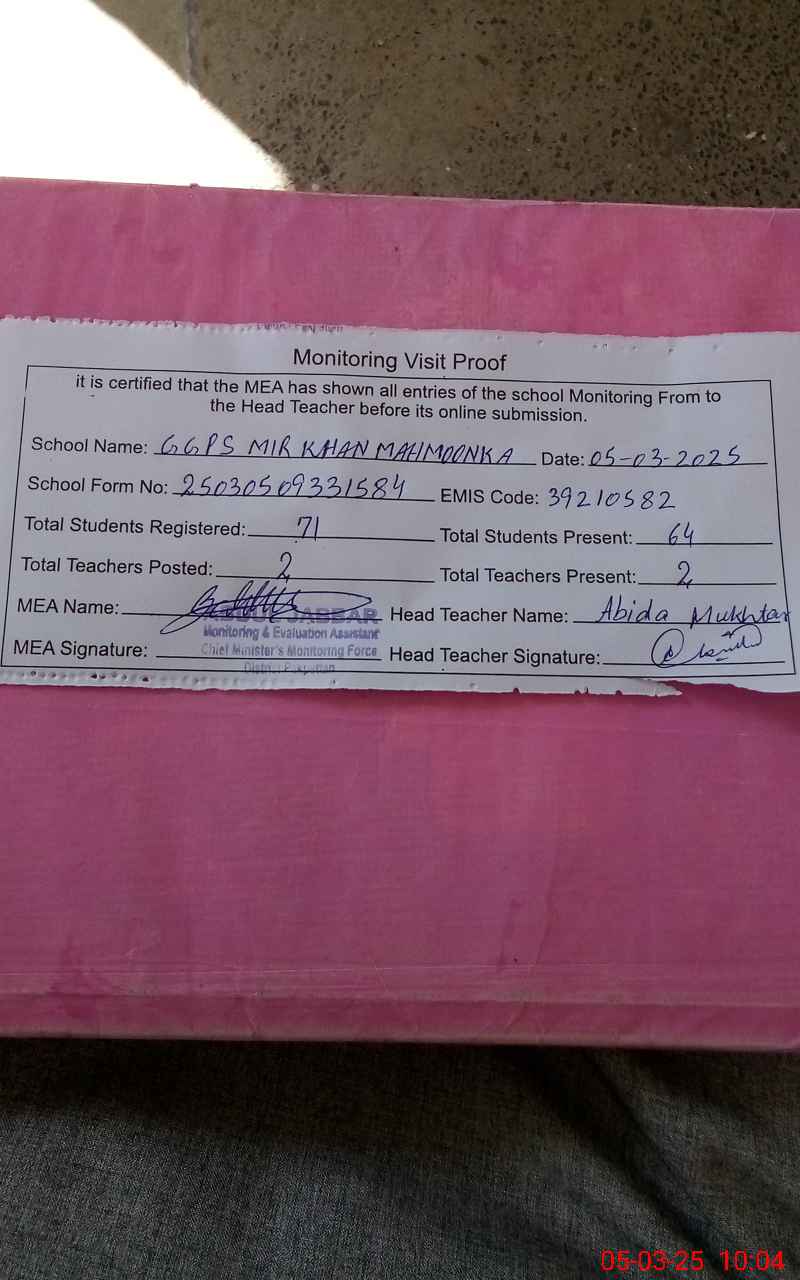 Monitoring Visit Proof
it is certified that the MEA has shown all entries of the school Monitoring From to
the Head Teacher before its online submission.
School Name: GGPS MIR KHAN MAHMOONKA Date: 05-03-2025
School Form No: 25030509331584 EMIS Code: 39210582
Total Students Registered: 71 Total Students Present: 64
Total Teachers Posted: 2 Total Teachers Present: 2
MEA Name: JABBAR Head Teacher Name: Abida Mukhtar
Monitoring & Evaluation Assistant
MEA Signature: Chief Minister's Monitoring Force Head Teacher Signature:
District Pakpattan
05-03-25 10:04